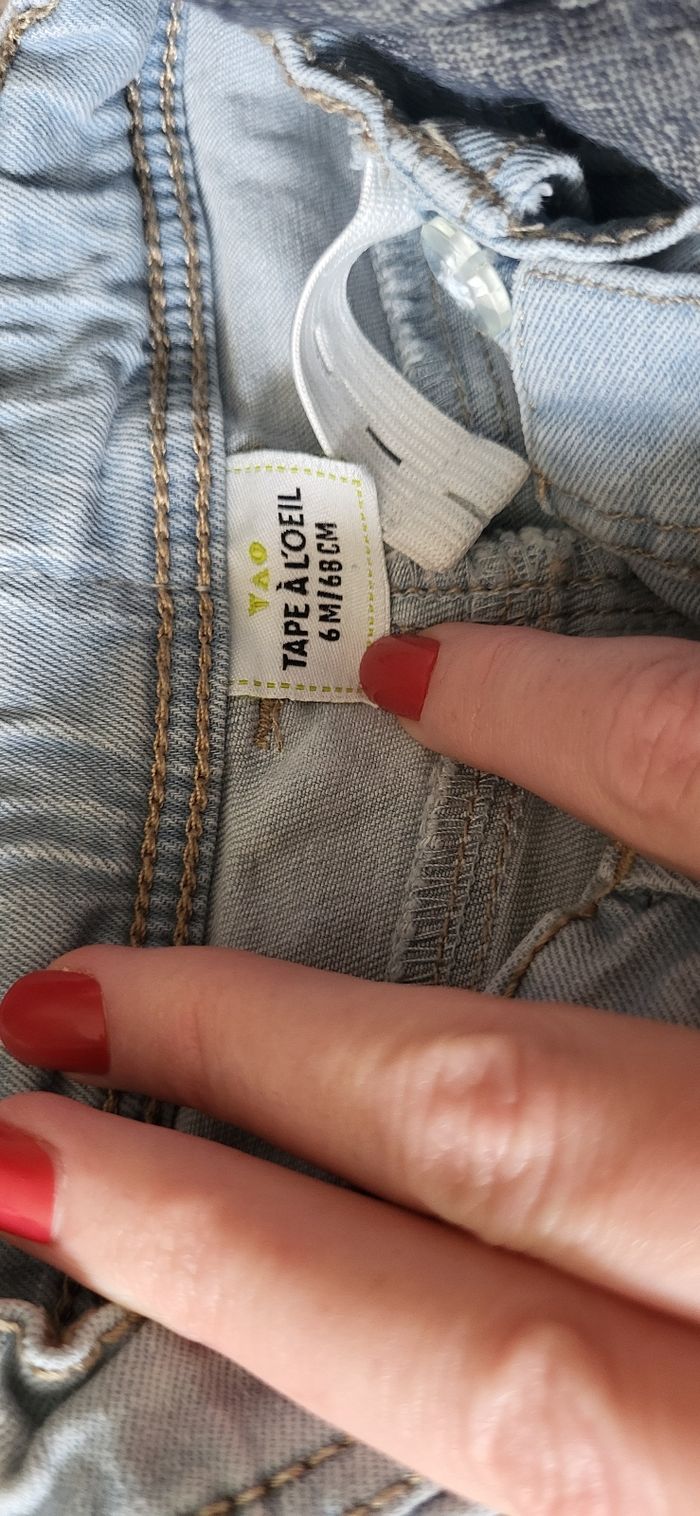 TAO
TAPE À L'OEIL
6M/68CM